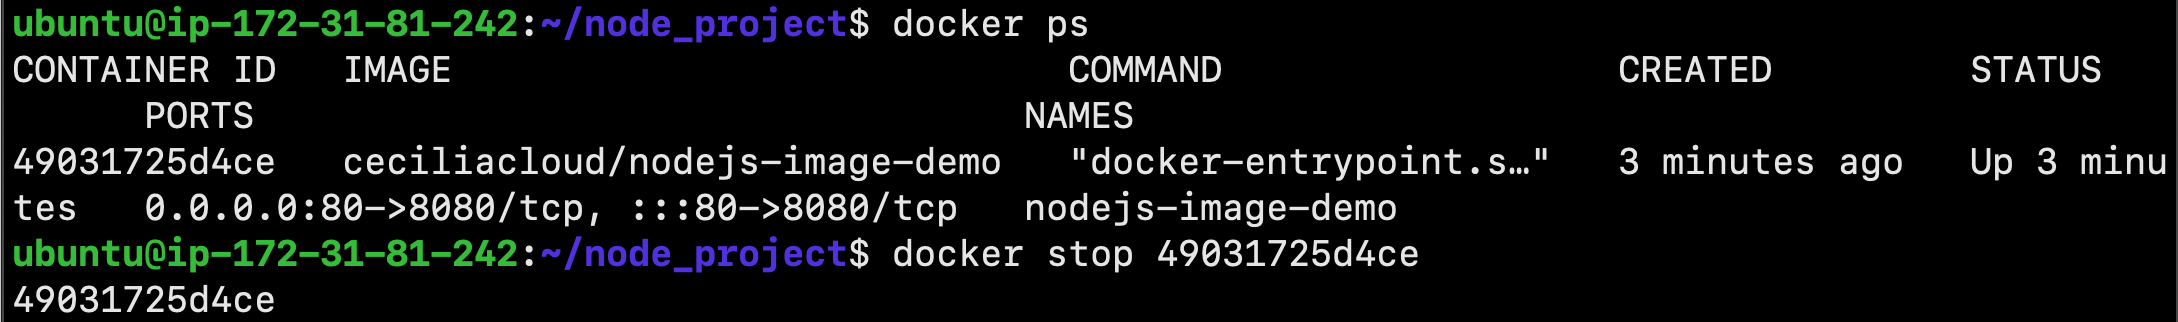 ubuntu@ip-172-31-81-242:~/node_project$ docker ps
CONTAINER ID   IMAGE                            COMMAND                  CREATED         STATUS
      PORTS                                   NAMES
49031725d4ce   ceciliacloud/nodejs-image-demo   "docker-entrypoint.s…"   3 minutes ago   Up 3 minu
tes   0.0.0.0:80->8080/tcp, :::80->8080/tcp   nodejs-image-demo
ubuntu@ip-172-31-81-242:~/node_project$ docker stop 49031725d4ce
49031725d4ce